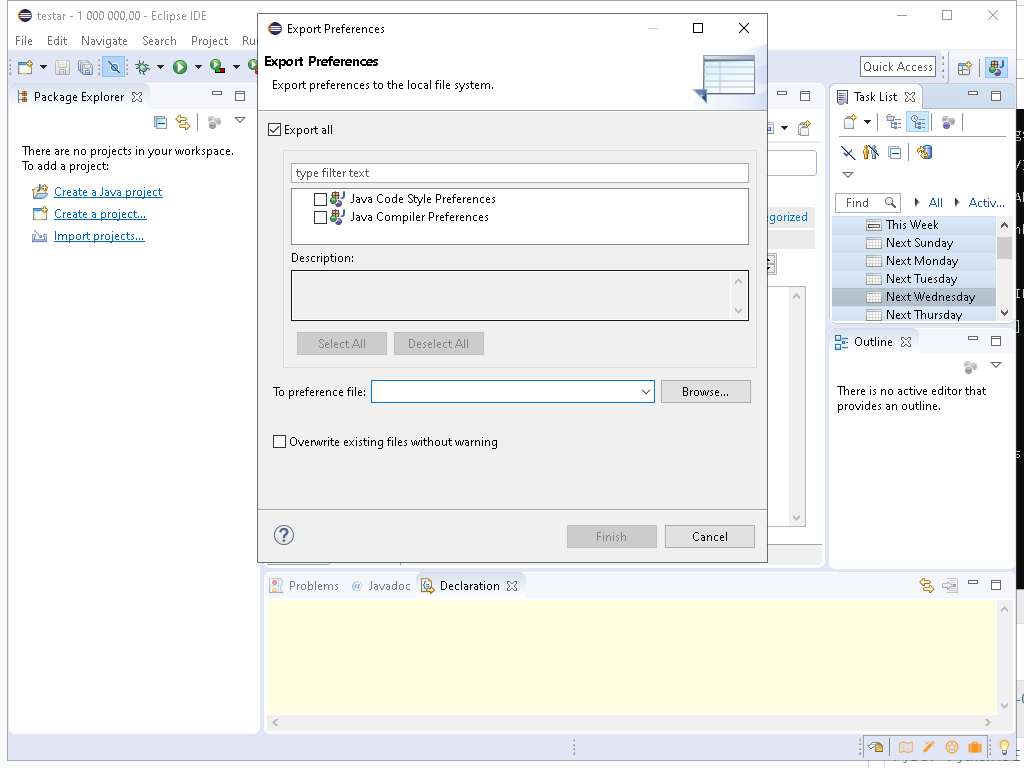 testar - 1 000 000,00 - Eclipse IDE
File Edit Navigate Search Project Ru
Quick Access
Package Explorer
There are no projects in your workspace.
To add a project:
Create a Java project
Create a project...
Import projects...
Export Preferences
Export Preferences
Export preferences to the local file system.
Export all
type filter text
Java Code Style Preferences
Java Compiler Preferences
Description:
Select All Deselect All
To preference file: Browse...
Overwrite existing files without warning
Finish Cancel
egorized
Task List
Find All Activ...
This Week
Next Sunday
Next Monday
Next Tuesday
Next Wednesday
Next Thursday
Outline
There is no active editor that
provides an outline.
Problems @ Javadoc Declaration